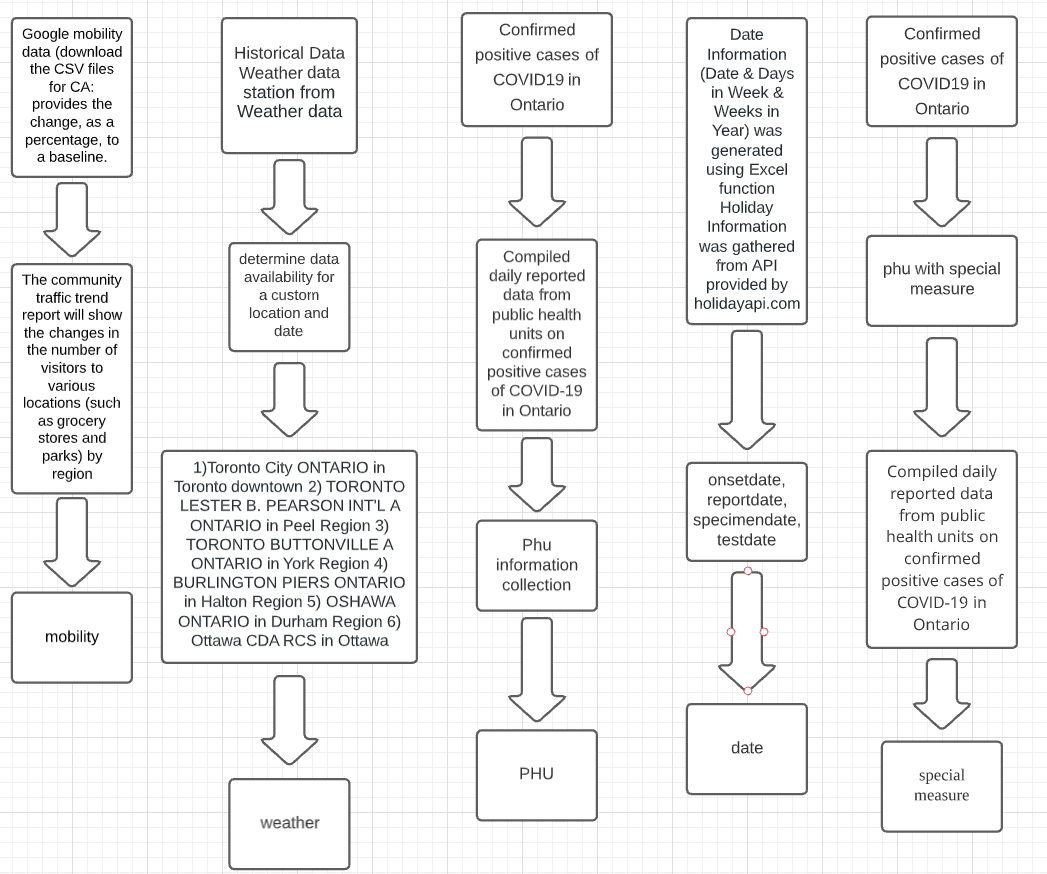 Google mobility
data (download
the CSV files
for CA:
provides the
change, as a
percentage, to
a baseline.
The community
traffic trend
report will show
the changes in
the number of
visitors to
various
locations (such
as grocery
stores and
parks) by
region
mobility
Historical Data
Weather data
station from
Weather data
determine data
availability for
a custom
location and
date
1)Toronto City ONTARIO in
Toronto downtown 2) TORONTO
LESTER B. PEARSON INT'L A
ONTARIO in Peel Region 3)
TORONTO BUTTONVILLE A
ONTARIO in York Region 4)
BURLINGTON PIERS ONTARIO
in Halton Region 5) OSHAWA
ONTARIO in Durham Region 6)
Ottawa CDA RCS in Ottawa
weather
Confirmed
positive cases of
COVID19 in
Ontario
Compiled
daily reported
data from
public health
units on
confirmed
positive cases
of COVID-19
in Ontario
Phu
information
collection
PHU
Date
Information
(Date & Days
in Week &
Weeks in
Year) was
generated
using Excel
function
Holiday
Information
was gathered
from API
provided by
holidayapi.com
onsetdate,
reportdate,
specimendate,
testdate
date
Confirmed
positive cases of
COVID19 in
Ontario
phu with special
measure
Compiled daily
reported data
from public
health units on
confirmed
positive cases of
COVID-19 in
Ontario
special
measure